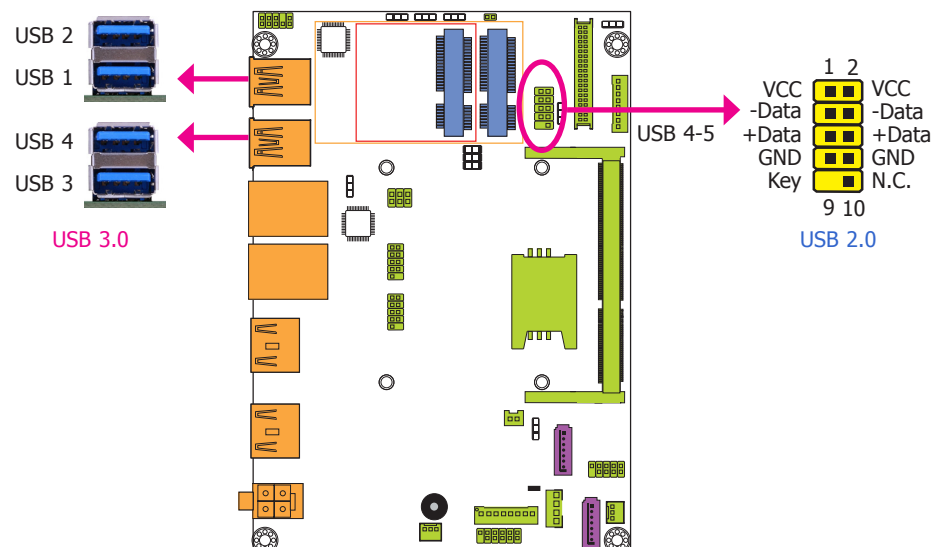 USB 2
USB 1
USB 4
USB 3
USB 3.0
USB 4-5
1 2
VCC VCC
-Data -Data
+Data +Data
GND GND
Key N.C.
9 10
USB 2.0